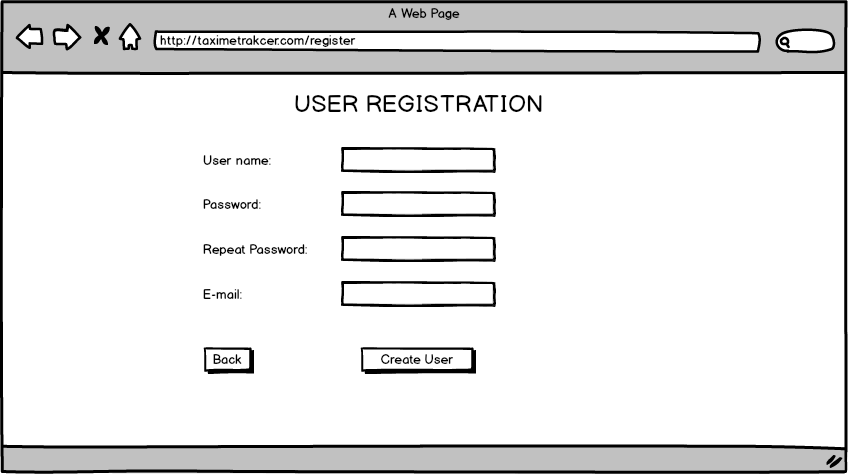 A Web Page
http://taximetrakcer.com/register
USER REGISTRATION
User name:
Password:
Repeat Password:
E-mail:
Back
Create User